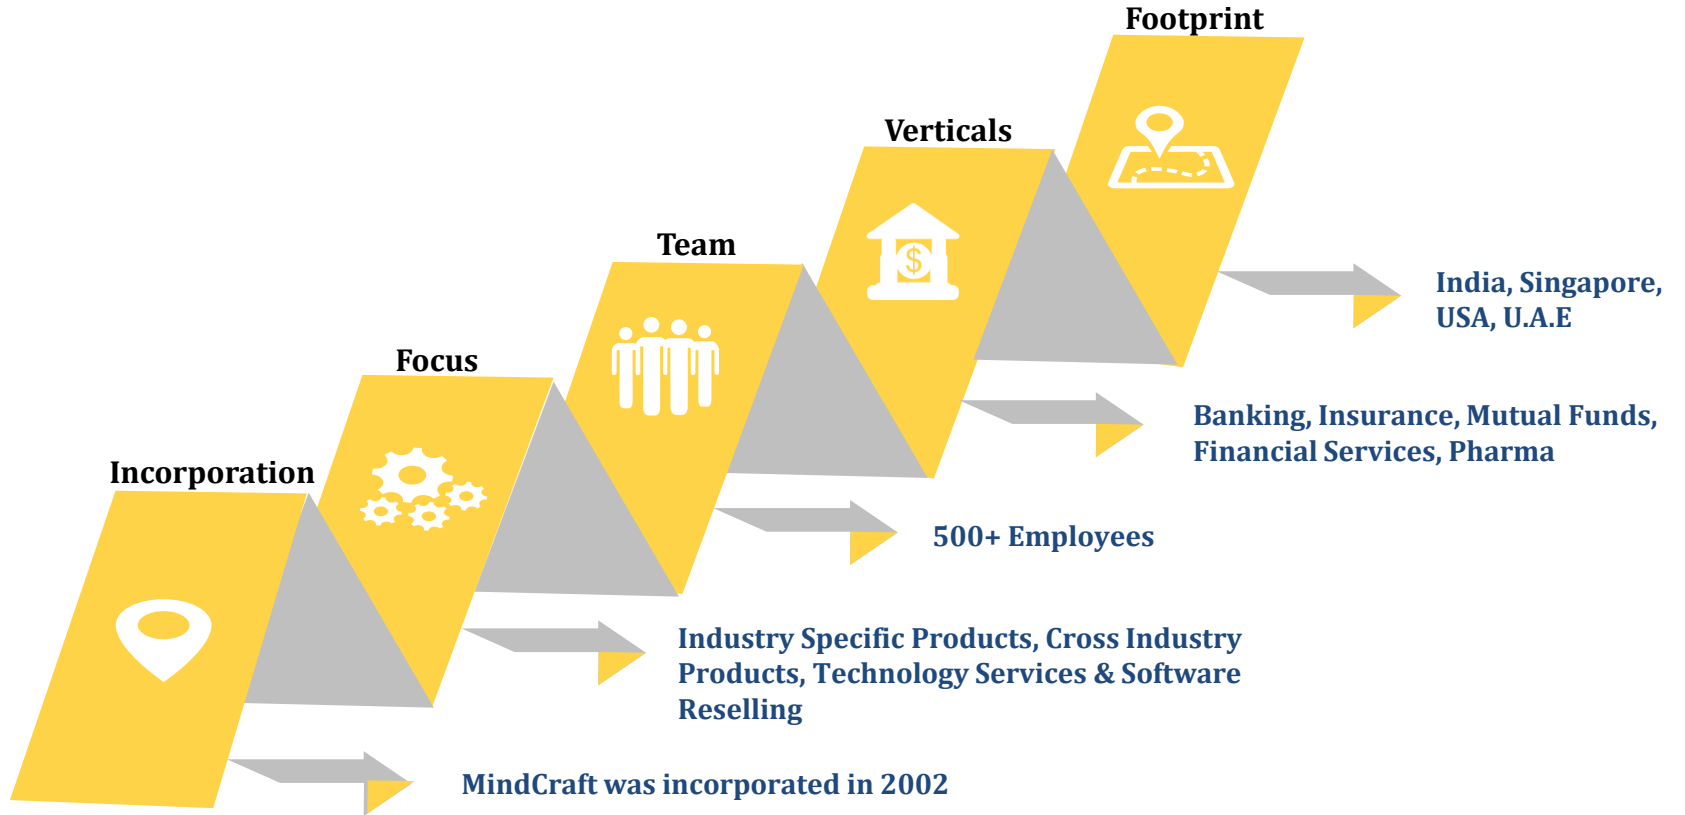 Footprint
Verticals
Team
Focus
Incorporation
$
India, Singapore,
USA, U.A.E
Banking, Insurance, Mutual Funds,
Financial Services, Pharma
500+ Employees
Industry Specific Products, Cross Industry
Products, Technology Services & Software
Reselling
MindCraft was incorporated in 2002